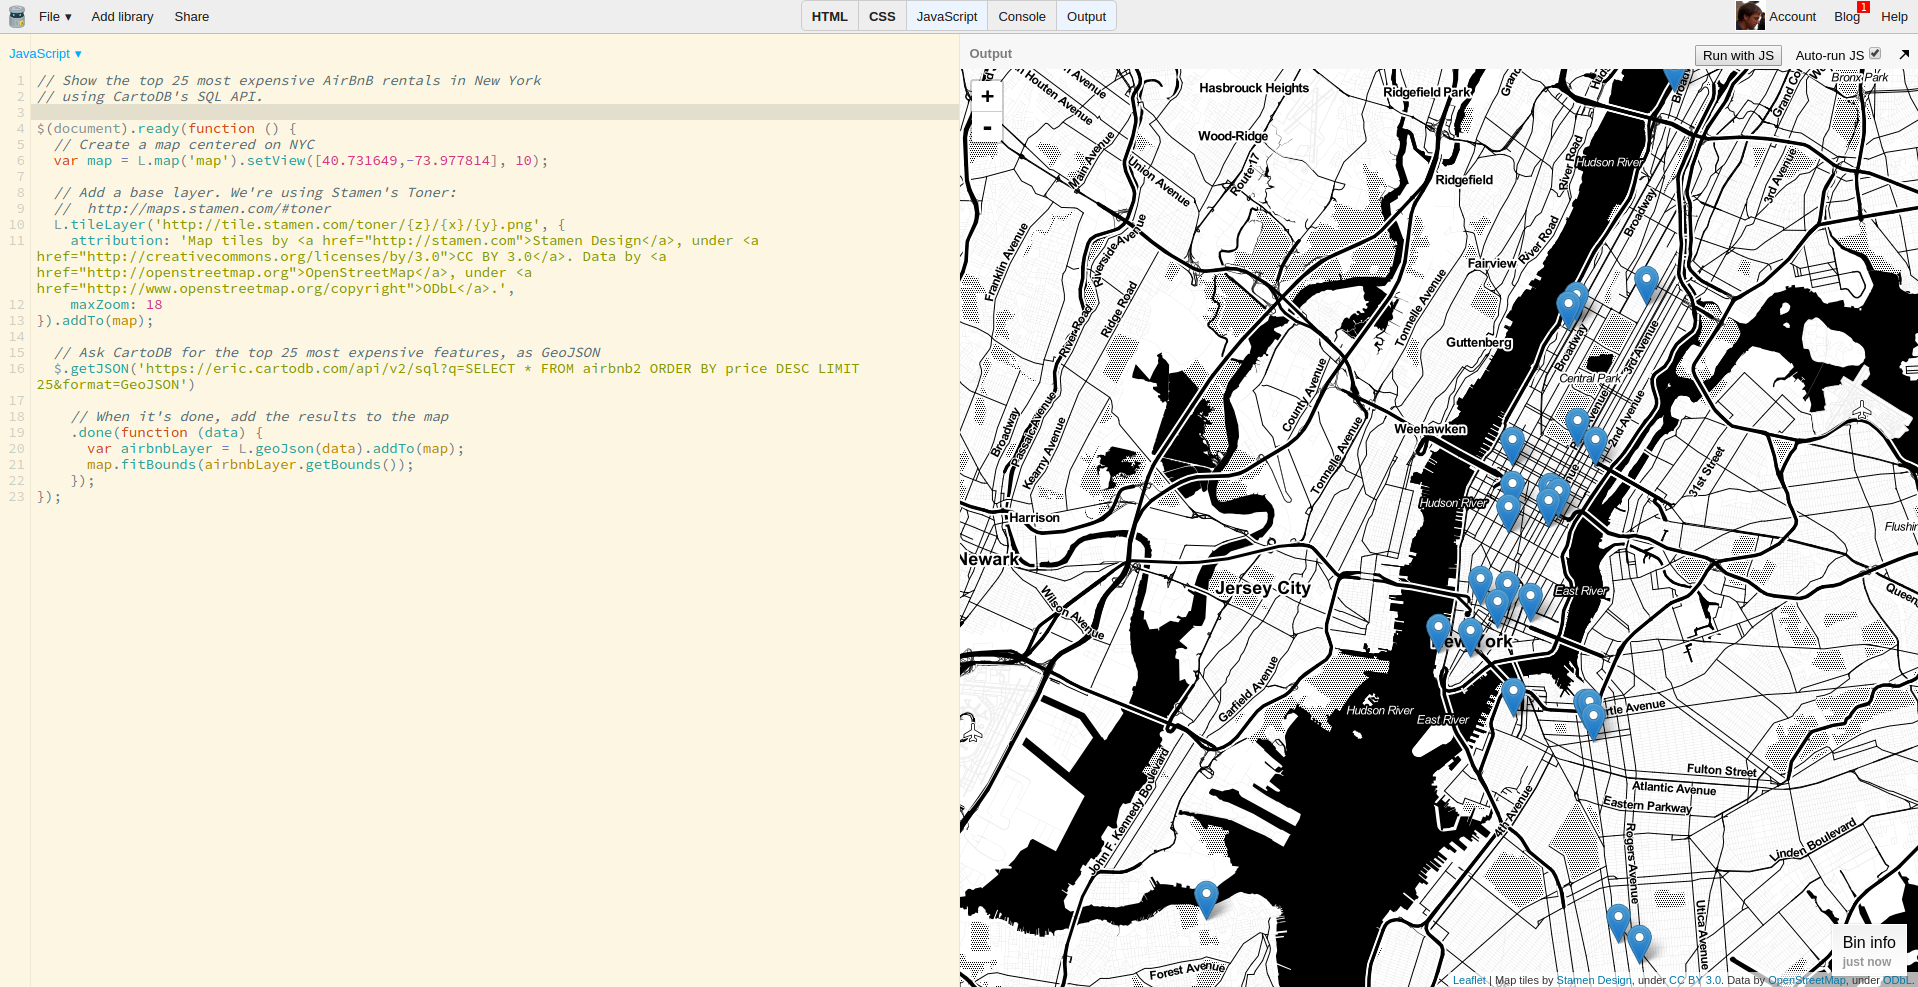 File ▾ Add library Share HTML CSS JavaScript Console Output Account Blog 1 Help
JavaScript ▾
1 // Show the top 25 most expensive AirBnB rentals in New York
2 // using CartoDB's SQL API.
3
4 $(document).ready(function () {
5 // Create a map centered on NYC
6 var map = L.map('map').setView([40.731649,-73.977814], 10);
7
8 // Add a base layer. We're using Stamen's Toner:
9 //  http://maps.stamen.com/#toner
10 L.tileLayer('http://tile.stamen.com/toner/{z}/{x}/{y}.png', {
11 attribution: 'Map tiles by <a href="http://stamen.com">Stamen Design</a>, under <a
href="http://creativecommons.org/licenses/by/3.0">CC BY 3.0</a>. Data by <a
href="http://openstreetmap.org">OpenStreetMap</a>, under <a
href="http://www.openstreetmap.org/copyright">ODbL</a>.',
12 maxZoom: 18
13 }).addTo(map);
14
15 // Ask CartoDB for the top 25 most expensive features, as GeoJSON
16 $.getJSON('https://eric.cartodb.com/api/v2/sql?q=SELECT * FROM airbnb2 ORDER BY price DESC LIMIT
25&format=GeoJSON')
17
18 // When it's done, add the results to the map
19 .done(function (data) {
20 var airbnbLayer = L.geoJson(data).addTo(map);
21 map.fitBounds(airbnbLayer.getBounds());
22 });
23 });
Output Run with JS Auto-run JS
+
-
Houten Avenue
Avenue
Hasbrouck Heights
Ridgefield Park
Bronx Park
Wood-Ridge
Main Avenue
Union Avenue
Route 17
Ridgefield
River Road
Hudson River
Broadway
3rd Avenue
Franklin Avenue
Riverside Avenue
River Road
Fairview
Ridge Road
River Road
Tonnelle Avenue
Guttenberg
Broadway
3rd Avenue
Central Park
County Avenue
2nd Avenue
Broadway
Passaic Avenue
Kearny Avenue
Weehawken
Tonnelle Avenue
31st Street
Hudson River
Harrison
Newark
Jersey City
East River
Wilson Avenue
New York
Garfield Avenue
Hudson River
East River
John F. Kennedy Boulevard
Fulton Street
Atlantic Avenue
Eastern Parkway
4th Avenue
Rogers Avenue
Linden Boulevard
Utica Avenue
Forest Avenue
Bin info
just now
Leaflet | Map tiles by Stamen Design, under CC BY 3.0. Data by OpenStreetMap, under ODbL.